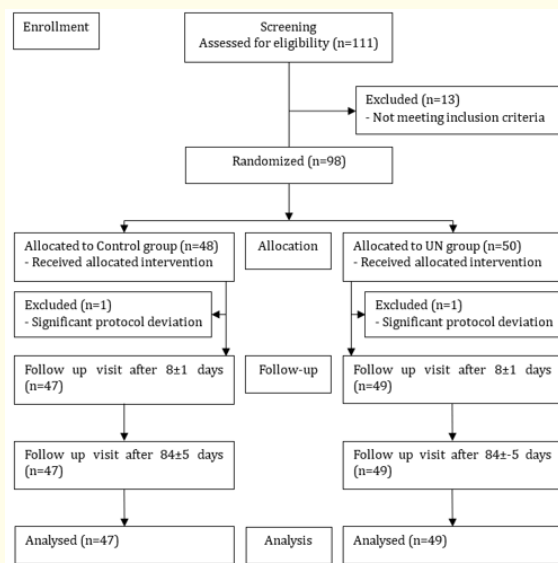 Enrollment
Screening
Assessed for eligibility (n=111)
Excluded (n=13)
- Not meeting inclusion criteria
Randomized (n=98)
Allocated to Control group (n=48)
- Received allocated intervention
Allocation
Allocated to UN group (n=50)
- Received allocated intervention
Excluded (n=1)
- Significant protocol deviation
Excluded (n=1)
- Significant protocol deviation
Follow up visit after 8±1 days
(n=47)
Follow-up
Follow up visit after 8±1 days
(n=49)
Follow up visit after 84±5 days
(n=47)
Follow up visit after 84±-5 days
(n=49)
Analysed (n=47)
Analysis
Analysed (n=49)